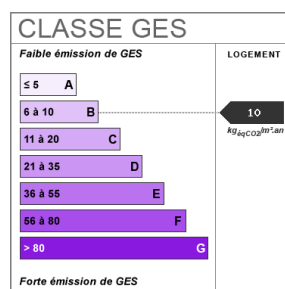 CLASSE GES
Faible émission de GES
LOGEMENT
≤ 5 A
6 à 10 B
10
11 à 20 C
kgéqCO2/m².an
21 à 35 D
36 à 55 E
56 à 80 F
> 80 G
Forte émission de GES